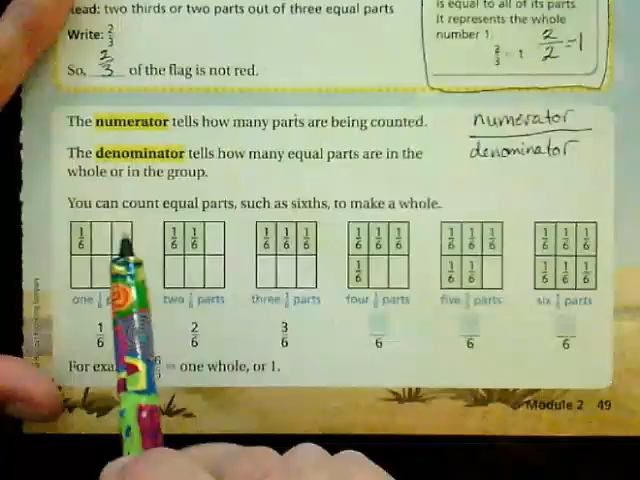 Read: two thirds or two parts out of three equal parts
Write: 2/3
So, 2/3 of the flag is not red.
is equal to all of its parts.
It represents the whole
number 1.
= 1 2/2 = 1
The numerator tells how many parts are being counted.
The denominator tells how many equal parts are in the
whole or in the group.
numerator
denominator
You can count equal parts, such as sixths, to make a whole.
1/6
1/6 1/6
1/6 1/6 1/6
1/6 1/6 1/6
1/6
1/6 1/6 1/6
1/6 1/6
1/6 1/6 1/6
1/6 1/6 1/6
one 1/6
two 1/6 parts
three 1/6 parts
four 1/6 parts
five 1/6 parts
six 1/6 parts
1/6
2/6
3/6
6
6
6
For = one whole, or 1.
Module 2 49